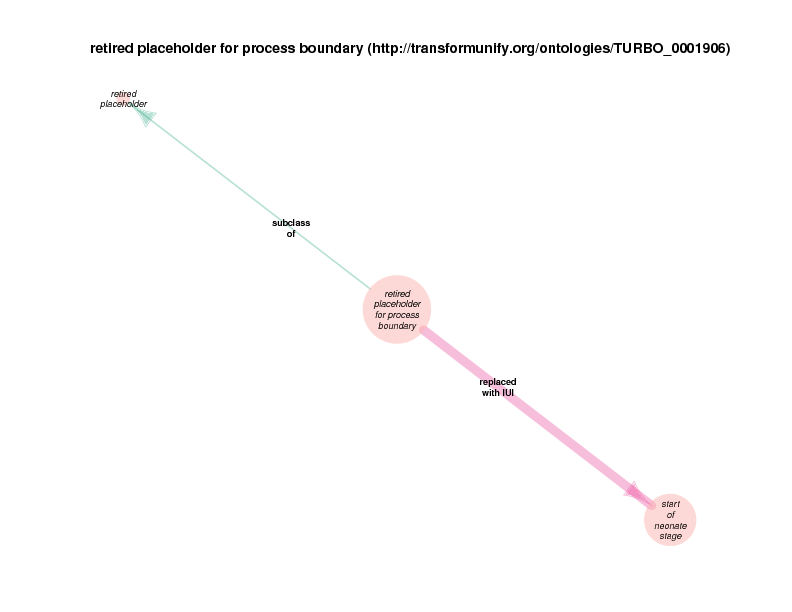 retired placeholder for process boundary (http://transformunify.org/ontologies/TURBO_0001906)
retired
placeholder
subclass
of
retired
placeholder
for process
boundary
replaced
with IUI
start
of
neonate
stage